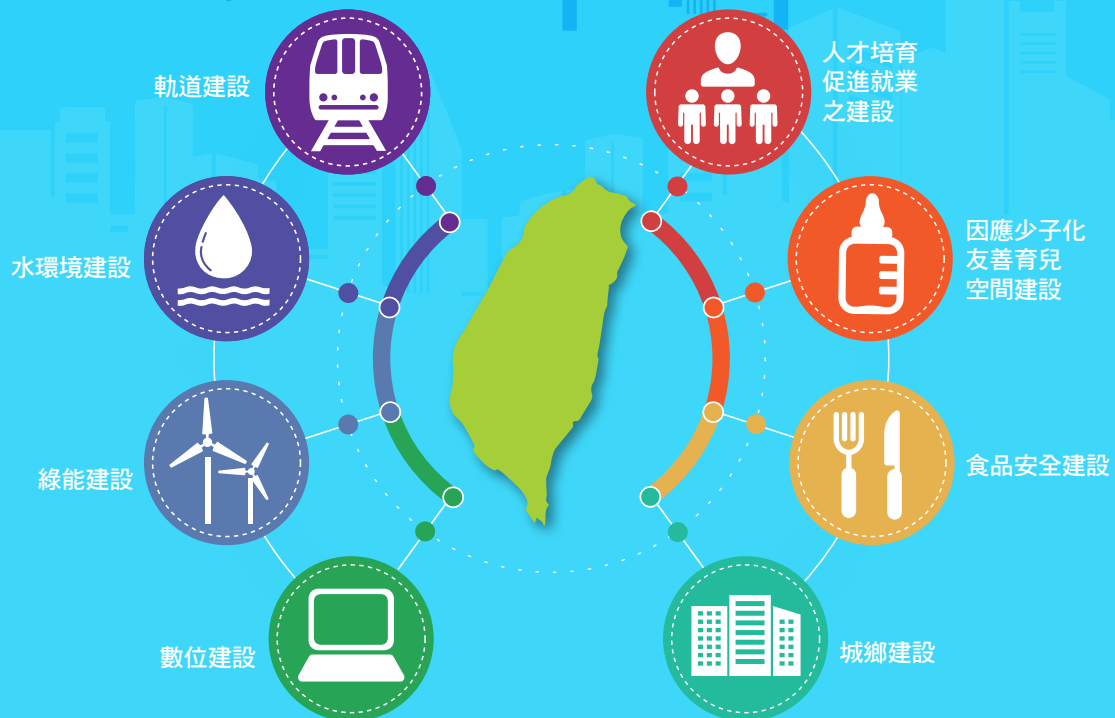 軌道建設
水環境建設
綠能建設
數位建設
人才培育
促進就業
之建設
因應少子化
友善育兒
空間建設
食品安全建設
城鄉建設